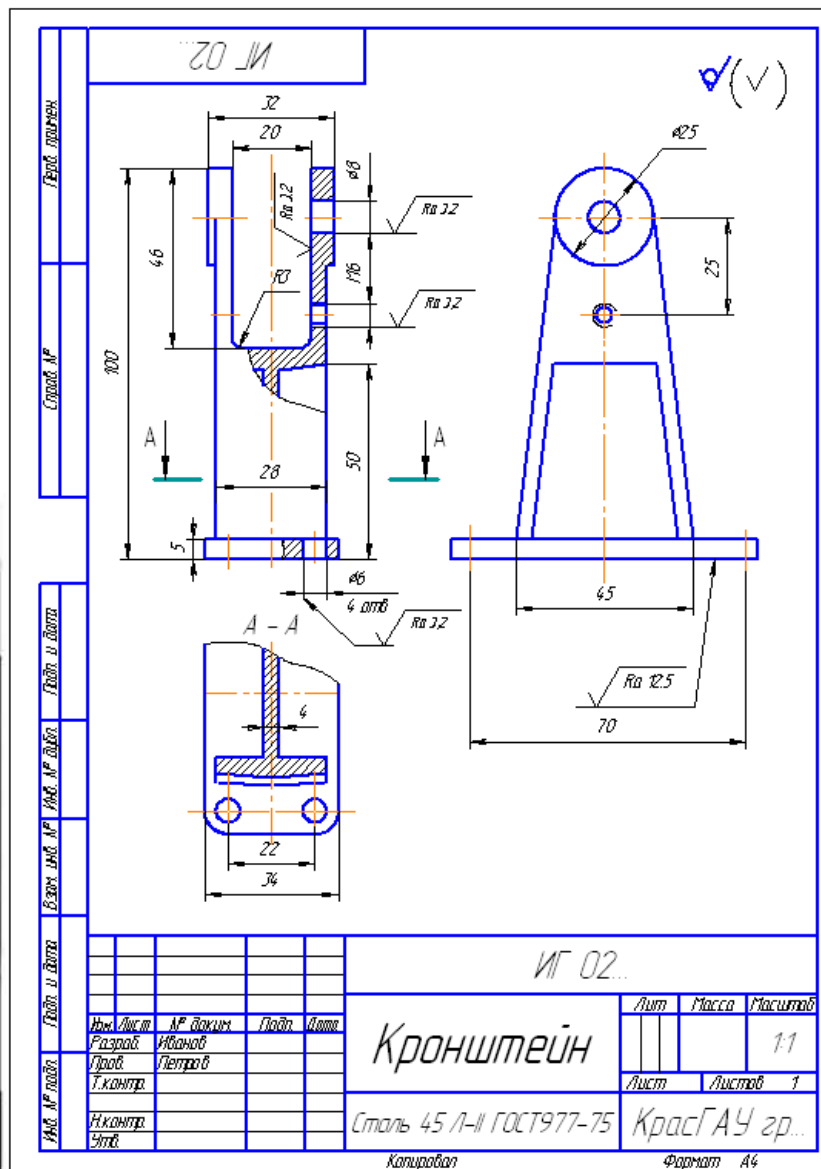 ИГ 02...
Перв. примен.
Справ. №
Подп. и дата
Инв. № дубл.
Взам. инв. №
Подп. и дата
Инв. № подл.
32
20
⌀8
Ra 3.2
Ra 3.2
46
R3
М6
Ra 3,2
100
А
А
50
28
5
⌀6
4 отв
Ra 3,2
⌀25
25
45
Ra 12.5
70
А - А
4
22
34
ИГ 02...
Изм. Лист № докум. Подп. Дата
Разраб. Иванов
Пров. Петров
Т.контр.
Н.контр.
Утв.
Кронштейн
Лит Масса Масштаб
1:1
Лист Листов 1
Сталь 45 Л-II ГОСТ977-75
КрасГАУ гр...
Копировал Формат А4